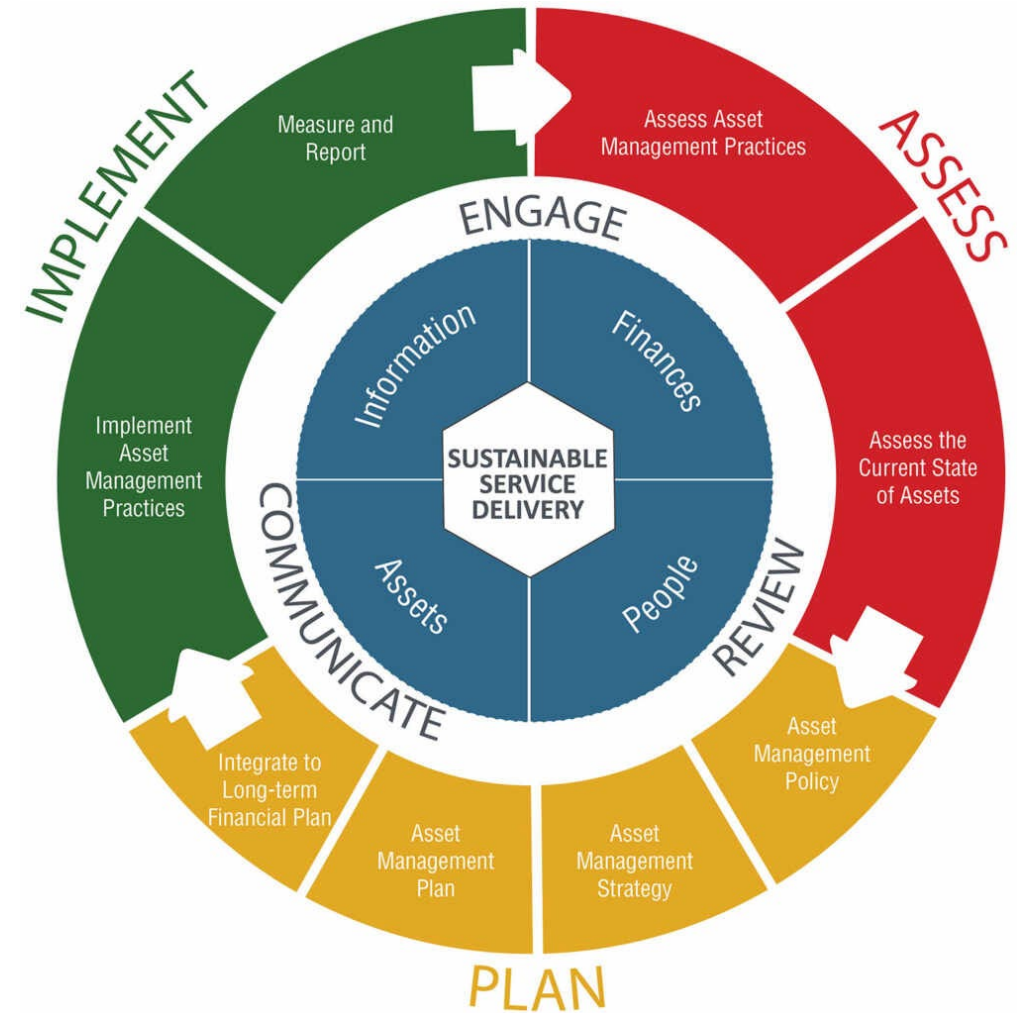 IMPLEMENT
Measure and
Report
Assess Asset
Management Practices
ASSESS
ENGAGE
Information
Finances
Implement
Asset
Management
Practices
SUSTAINABLE
SERVICE
DELIVERY
Assess the
Current State
of Assets
COMMUNICATE
Assets
People
REVIEW
Integrate to
Long-term
Financial Plan
Asset
Management
Plan
Asset
Management
Strategy
Asset
Management
Policy
PLAN